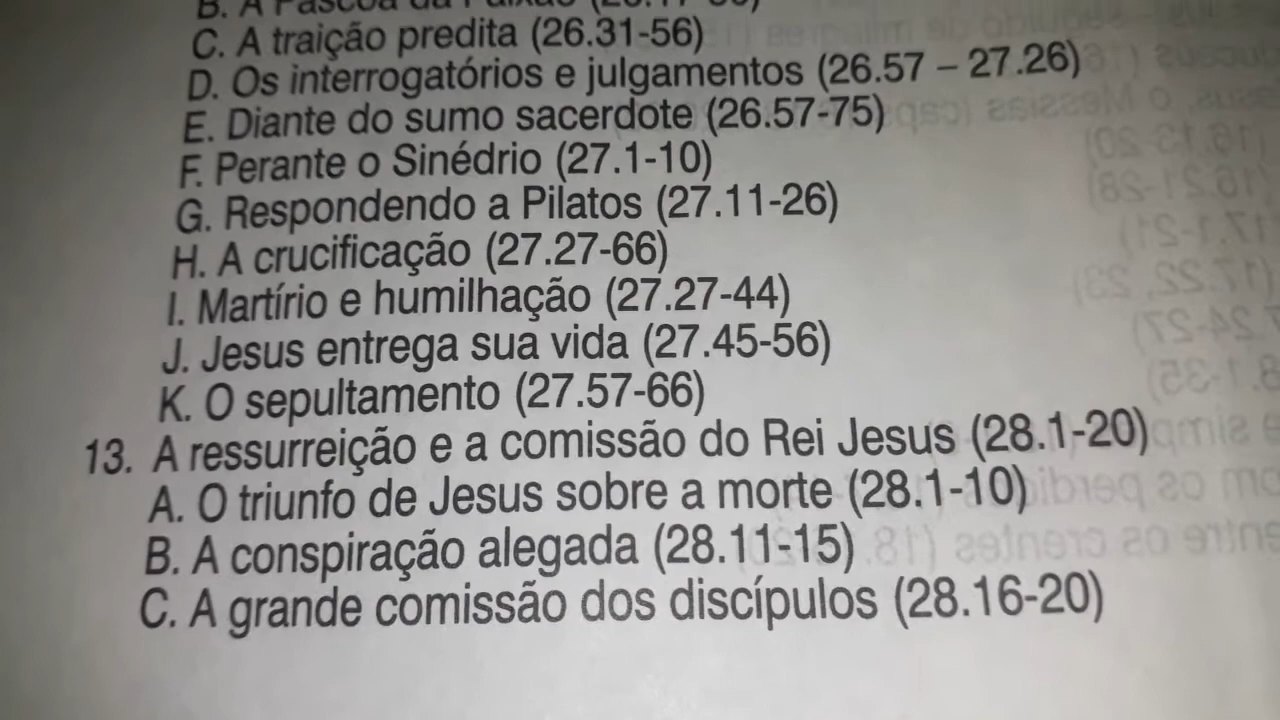 B. A Páscoa da Paixão
C. A traição predita (26.31-56)
D. Os interrogatórios e julgamentos (26.57 – 27.26)
E. Diante do sumo sacerdote (26.57-75)
F. Perante o Sinédrio (27.1-10)
G. Respondendo a Pilatos (27.11-26)
H. A crucificação (27.27-66)
I. Martírio e humilhação (27.27-44)
J. Jesus entrega sua vida (27.45-56)
K. O sepultamento (27.57-66)
13. A ressurreição e a comissão do Rei Jesus (28.1-20)
A. O triunfo de Jesus sobre a morte (28.1-10)
B. A conspiração alegada (28.11-15)
C. A grande comissão dos discípulos (28.16-20)